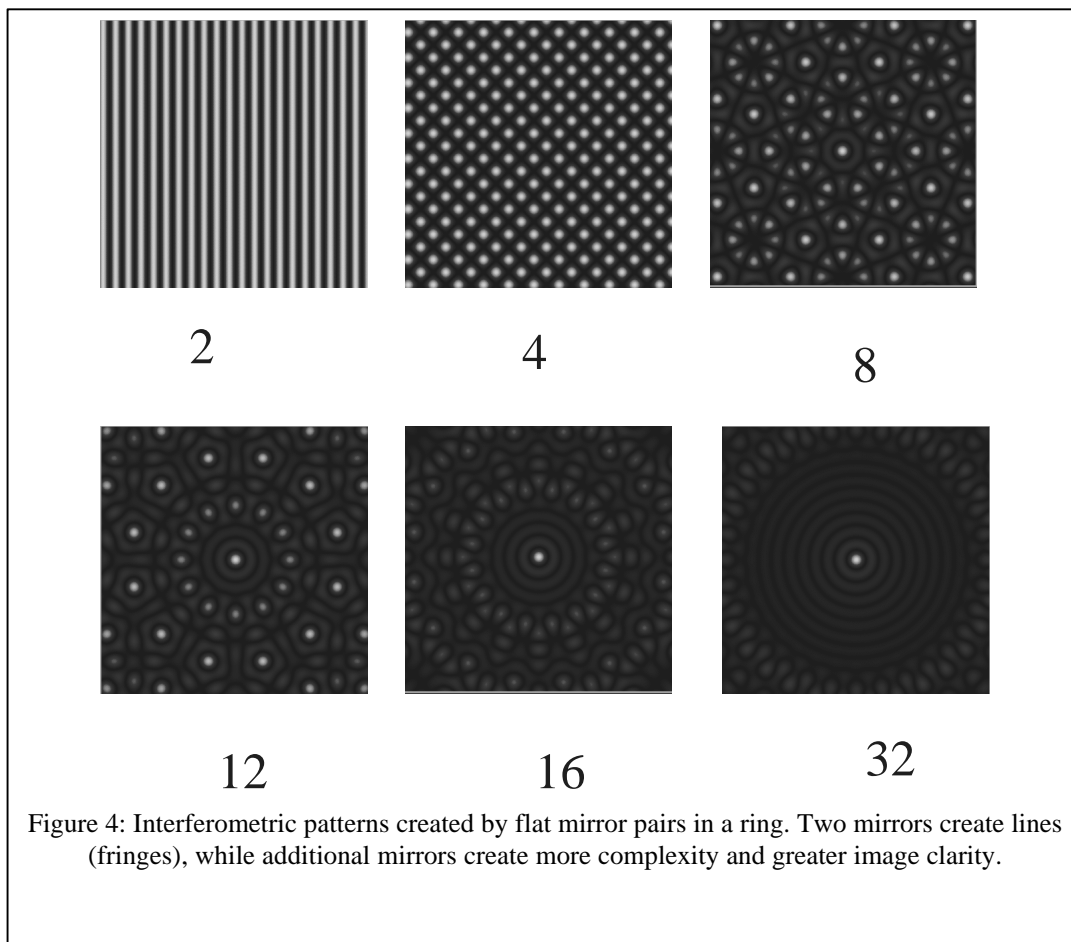 2 4 8
12 16 32
Figure 4: Interferometric patterns created by flat mirror pairs in a ring. Two mirrors create lines
(fringes), while additional mirrors create more complexity and greater image clarity.